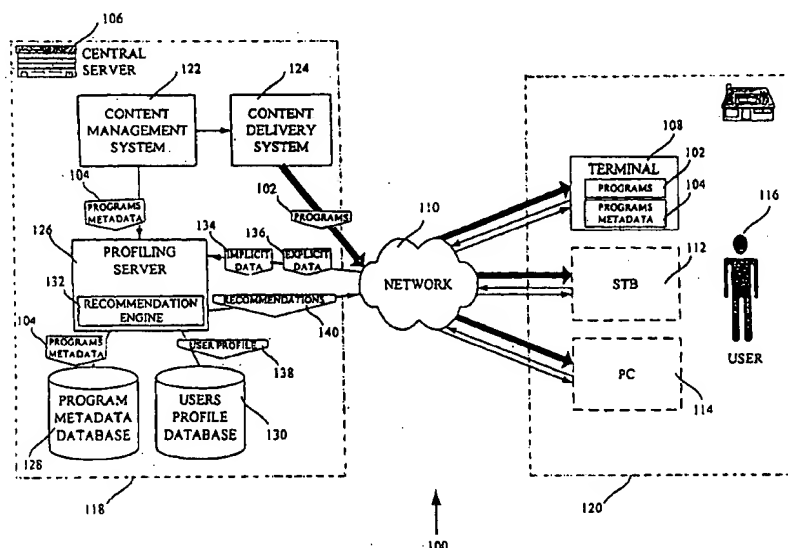 106
CENTRAL
SERVER
122
124
CONTENT
MANAGEMENT
SYSTEM
CONTENT
DELIVERY
SYSTEM
104
PROGRAMS
METADATA
102
PROGRAMS
126
PROFILING
SERVER
134
136
IMPLICIT
DATA
EXPLICIT
DATA
132
RECOMMENDATION
ENGINE
RECOMMENDATIONS
140
104
PROGRAMS
METADATA
USER PROFILE
138
PROGRAM
METADATA
DATABASE
128
USERS
PROFILE
DATABASE
130
118
110
NETWORK
108
TERMINAL
102
PROGRAMS
104
PROGRAMS
METADATA
112
STB
116
USER
PC
114
120
100